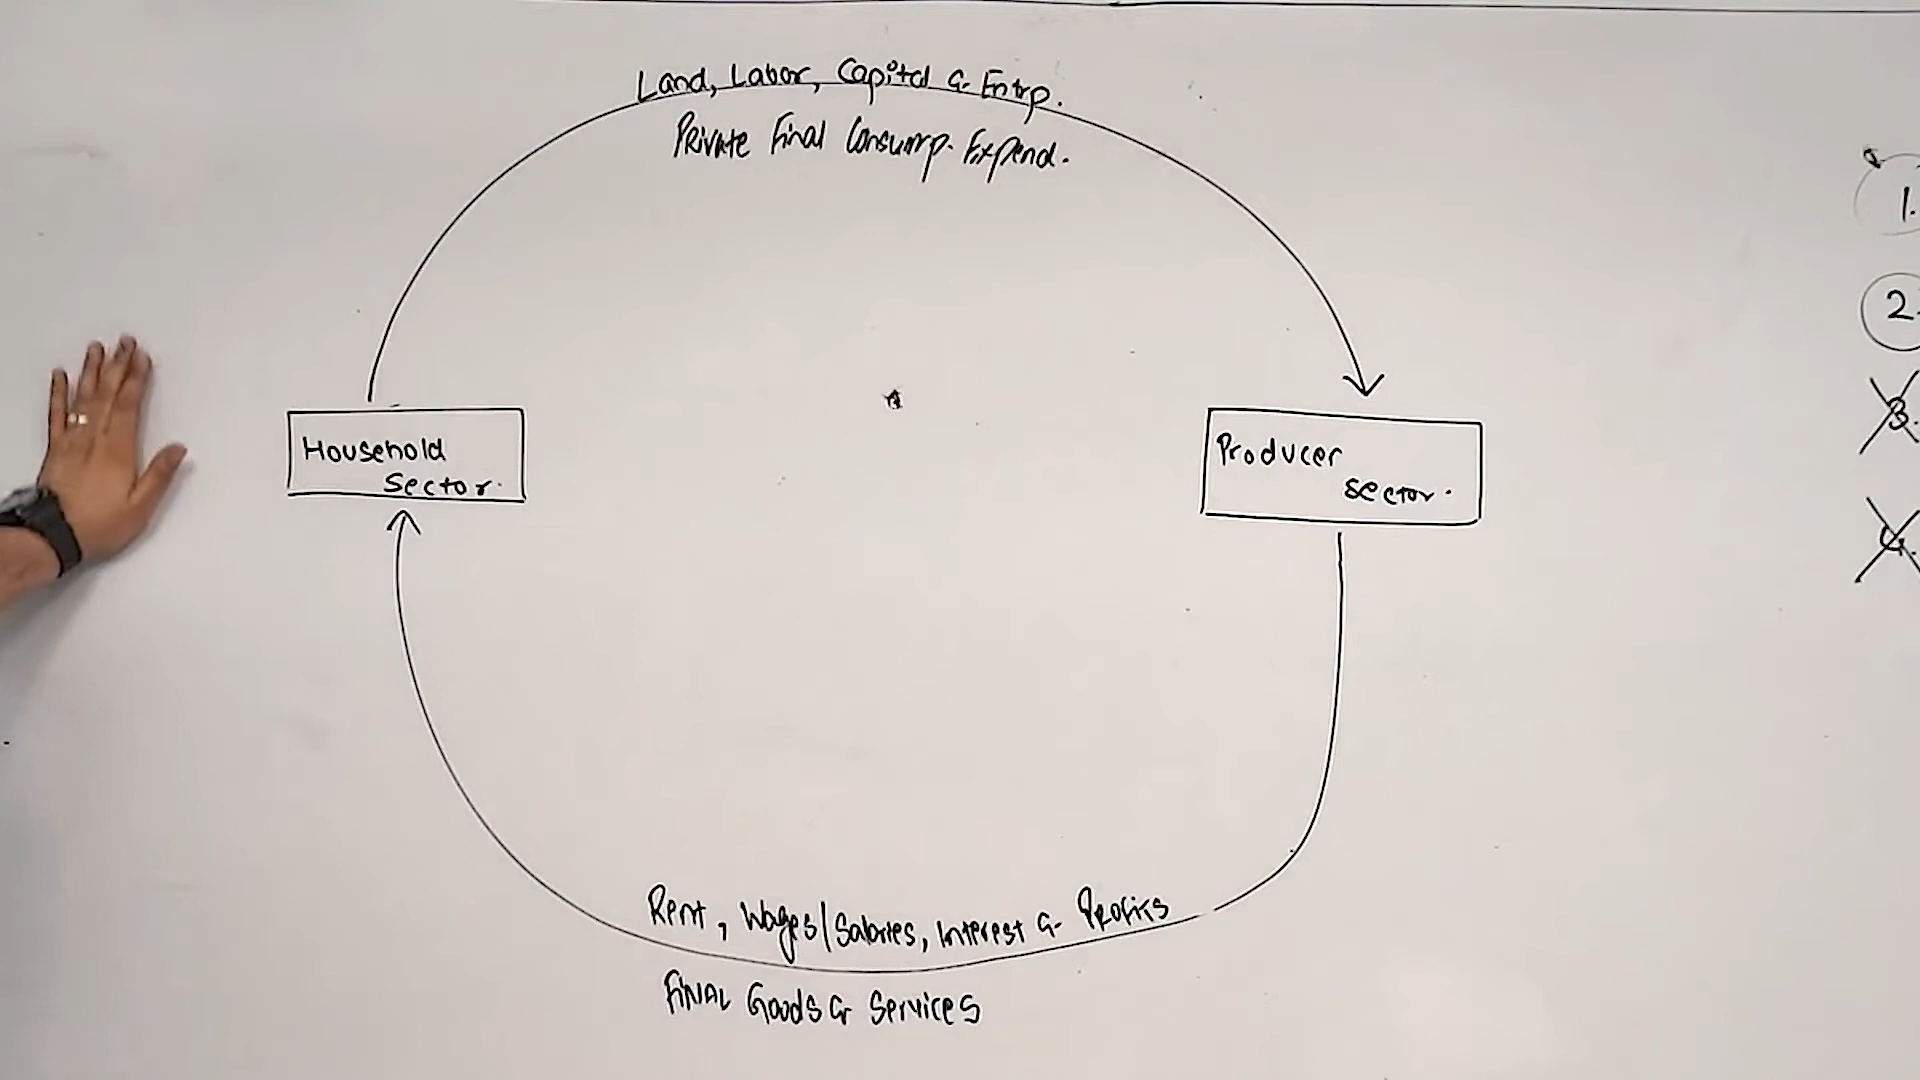 Land, Labor, Capital & Entrp.
Private Final Consump. Expend.
1.
2.
3.
4.
Household
Sector.
Producer
Sector.
Rent, Wages/Salaries, Interest & Profits
Final Goods & Services